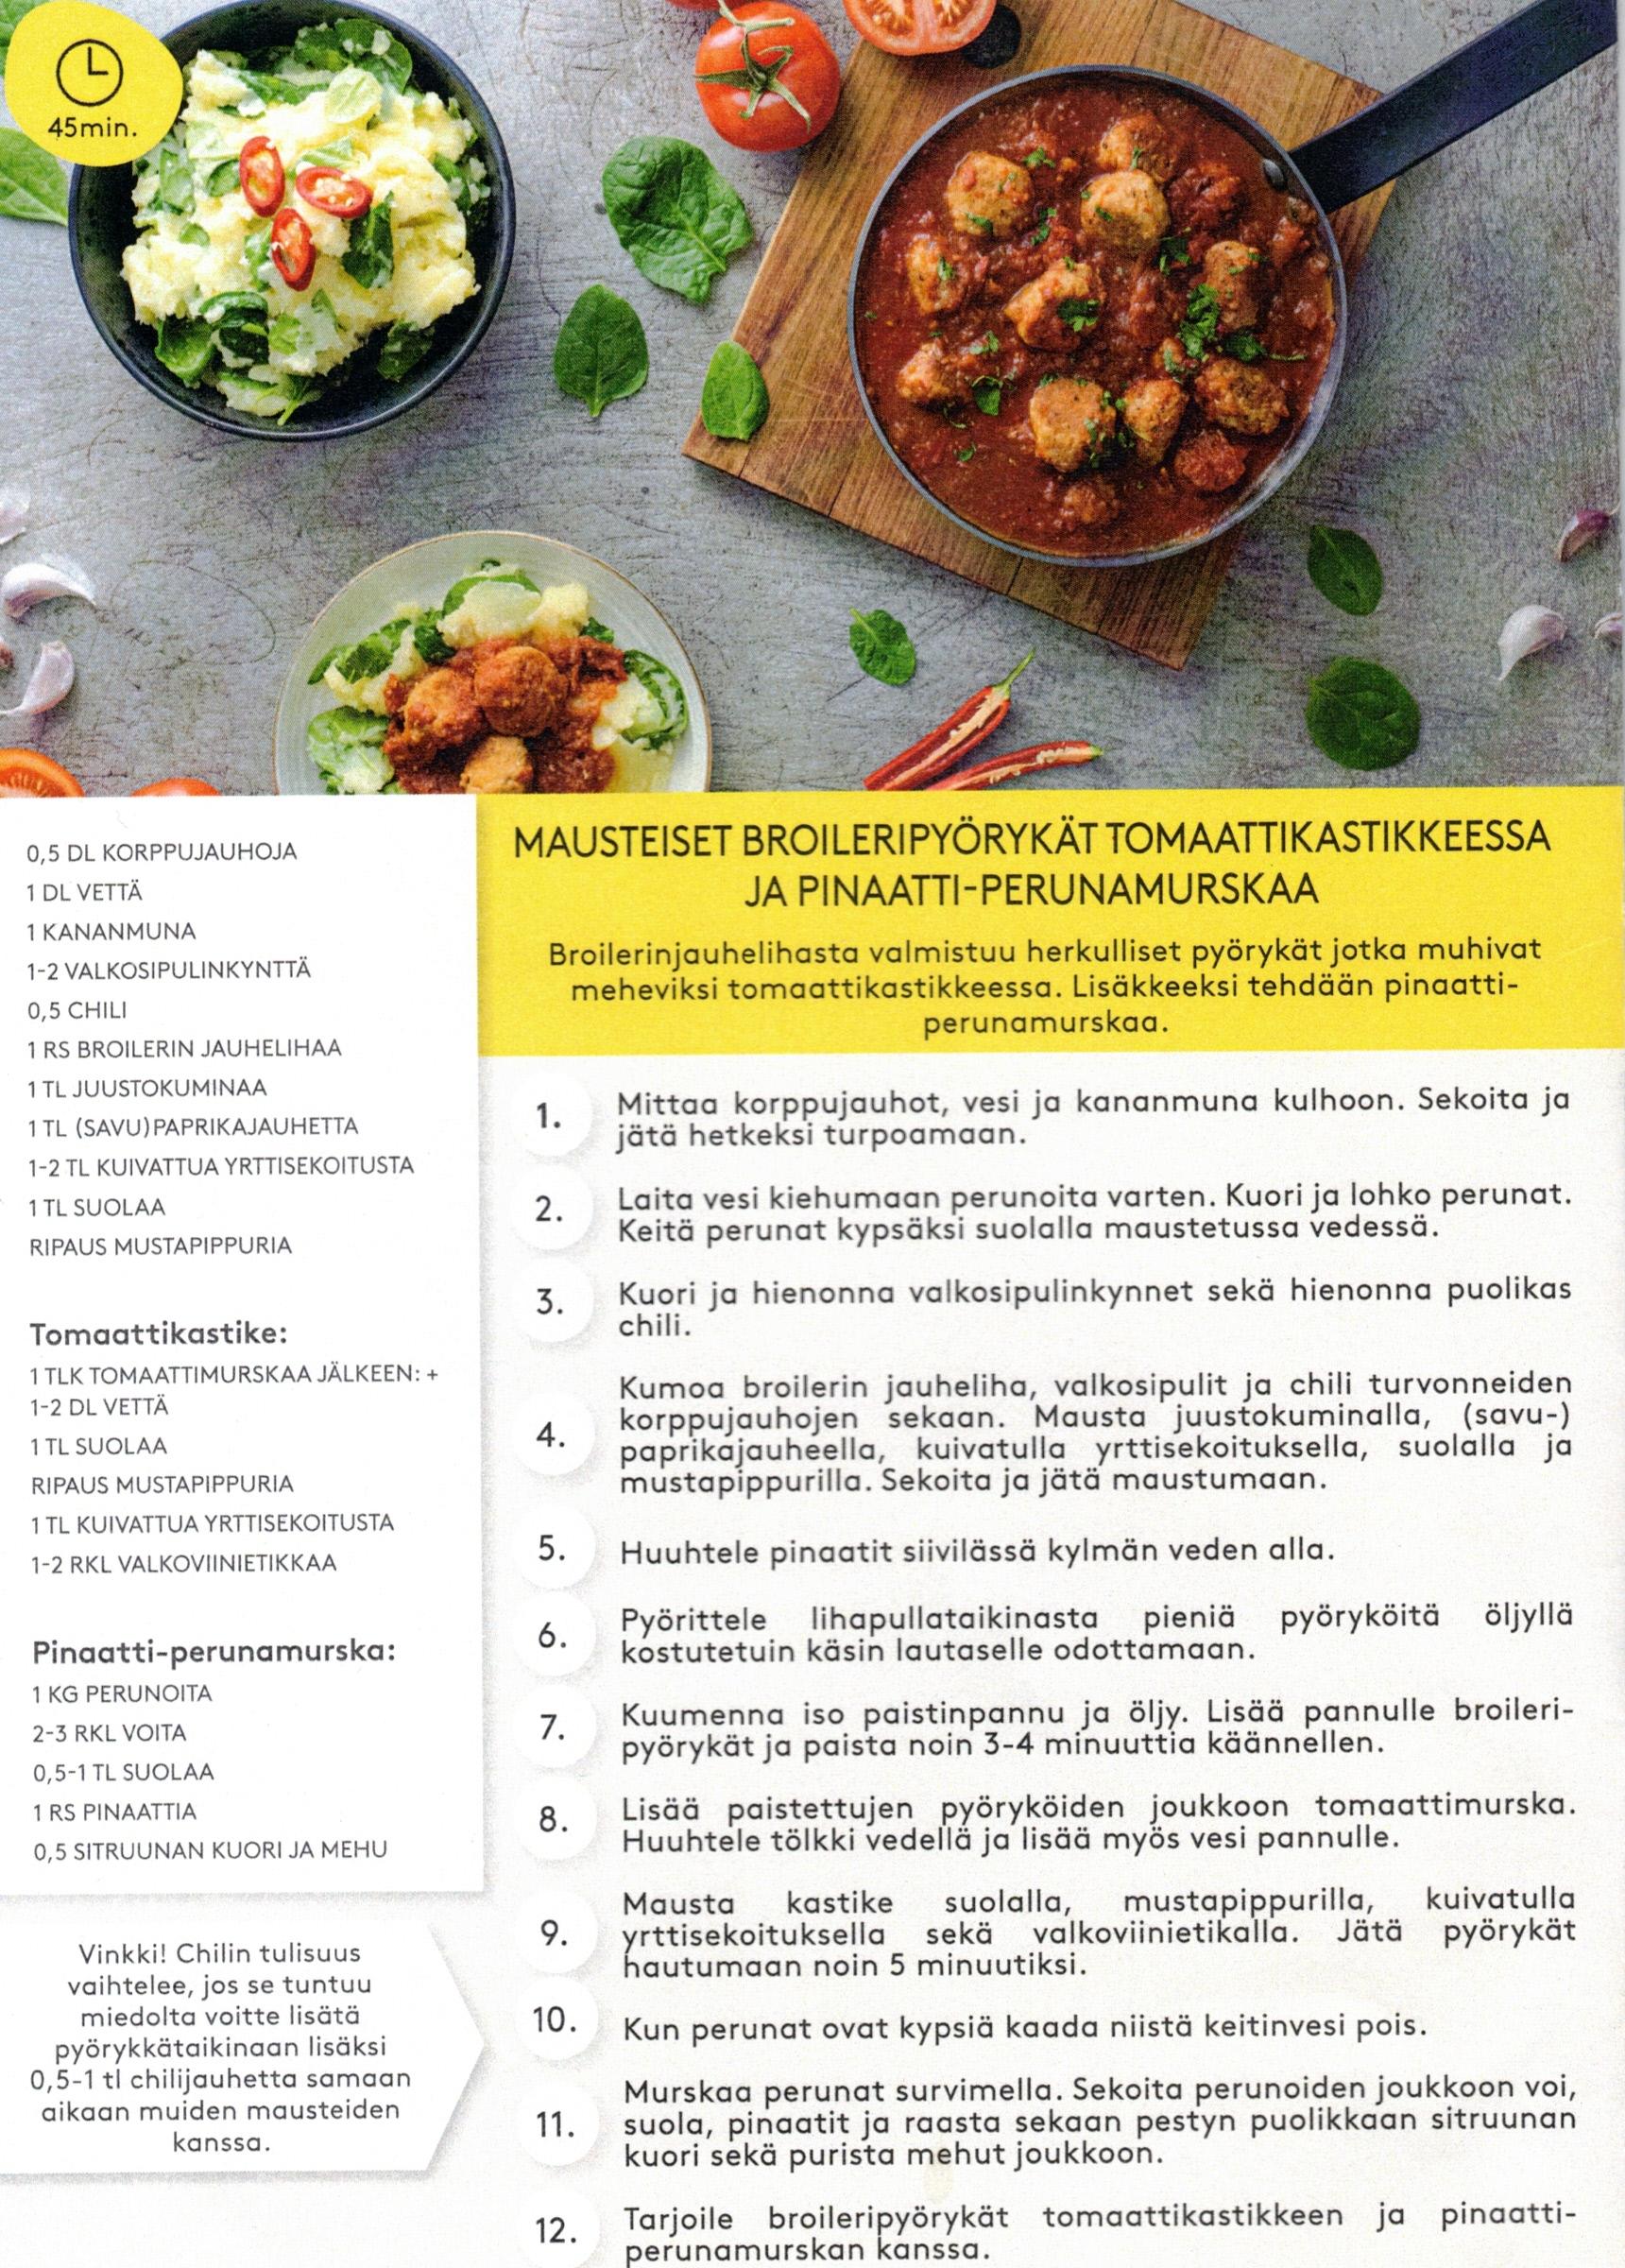 45min.
0,5 DL KORPPUJAUHOJA
1 DL VETTÄ
1 KANANMUNA
1-2 VALKOSIPULINKYNTTÄ
0,5 CHILI
1 RS BROILERIN JAUHELIHAA
1 TL JUUSTOKUMINAA
1 TL (SAVU)PAPRIKAJAUHETTA
1-2 TL KUIVATTUA YRTTISEKOITUSTA
1 TL SUOLAA
RIPAUS MUSTAPIPPURIA
Tomaattikastike:
1 TLK TOMAATTIMURSKAA JÄLKEEN: +
1-2 DL VETTÄ
1 TL SUOLAA
RIPAUS MUSTAPIPPURIA
1 TL KUIVATTUA YRTTISEKOITUSTA
1-2 RKL VALKOVIINIETIKKAA
Pinaatti-perunamurska:
1 KG PERUNOITA
2-3 RKL VOITA
0,5-1 TL SUOLAA
1 RS PINAATTIA
0,5 SITRUUNAN KUORI JA MEHU
Vinkki! Chilin tulisuus
vaihtelee, jos se tuntuu
miedolta voitte lisätä
pyörykkätaikinaan lisäksi
0,5-1 tl chilijauhetta samaan
aikaan muiden mausteiden
kanssa.
MAUSTEISET BROILERIPYÖRYKÄT TOMAATTIKASTIKKEESSA
JA PINAATTI-PERUNAMURSKAA
Broilerinjauhelihasta valmistuu herkulliset pyörykät jotka muhivat
meheviksi tomaattikastikkeessa. Lisäkkeeksi tehdään pinaatti-
perunamurskaa.
1. Mittaa korppujauhot, vesi ja kananmuna kulhoon. Sekoita ja
jätä hetkeksi turpoamaan.
2. Laita vesi kiehumaan perunoita varten. Kuori ja lohko perunat.
Keitä perunat kypsäksi suolalla maustetussa vedessä.
3. Kuori ja hienonna valkosipulinkynnet sekä hienonna puolikas
chili.
4. Kumoa broilerin jauheliha, valkosipulit ja chili turvonneiden
korppujauhojen sekaan. Mausta juustokuminalla, (savu-)
paprikajauheella, kuivatulla yrttisekoituksella, suolalla ja
mustapippurilla. Sekoita ja jätä maustumaan.
5. Huuhtele pinaatit siivilässä kylmän veden alla.
6. Pyörittele lihapullataikinasta pieniä pyöryköitä öljyllä
kostutetuin käsin lautaselle odottamaan.
7. Kuumenna iso paistinpannu ja öljy. Lisää pannulle broileri-
pyörykät ja paista noin 3-4 minuuttia käännellen.
8. Lisää paistettujen pyöryköiden joukkoon tomaattimurska.
Huuhtele tölkki vedellä ja lisää myös vesi pannulle.
9. Mausta kastike suolalla, mustapippurilla, kuivatulla
yrttisekoituksella sekä valkoviinietikalla. Jätä pyörykät
hautumaan noin 5 minuutiksi.
10. Kun perunat ovat kypsiä kaada niistä keitinvesi pois.
11. Murskaa perunat survimella. Sekoita perunoiden joukkoon voi,
suola, pinaatit ja raasta sekaan pestyn puolikkaan sitruunan
kuori sekä purista mehut joukkoon.
12. Tarjoile broileripyörykät tomaattikastikkeen ja pinaatti-
perunamurskan kanssa.